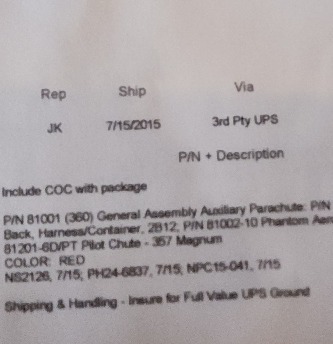 Rep Ship Via
JK 7/15/2015 3rd Pty UPS
P/N + Description
Include COC with package
P/N 81001 (360) General Assembly Auxiliary Parachute: P/N
Back, Harness/Container, 2B12; P/N 81002-10 Phantom Aero
81201-6D/PT Pilot Chute - 357 Magnum
COLOR: RED
NS2126, 7/15; PH24-6837, 7/15; NPC15-041, 7/15
Shipping & Handling - Insure for Full Value UPS Ground